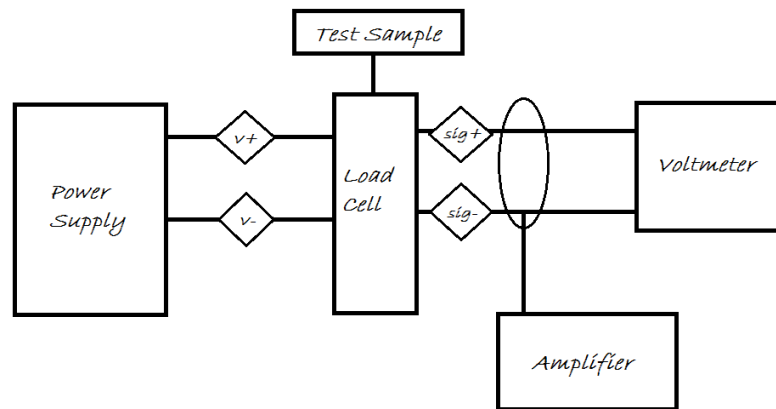 Test Sample
v+
sig+
Power
Supply
Load
Cell
Voltmeter
v-
sig-
Amplifier